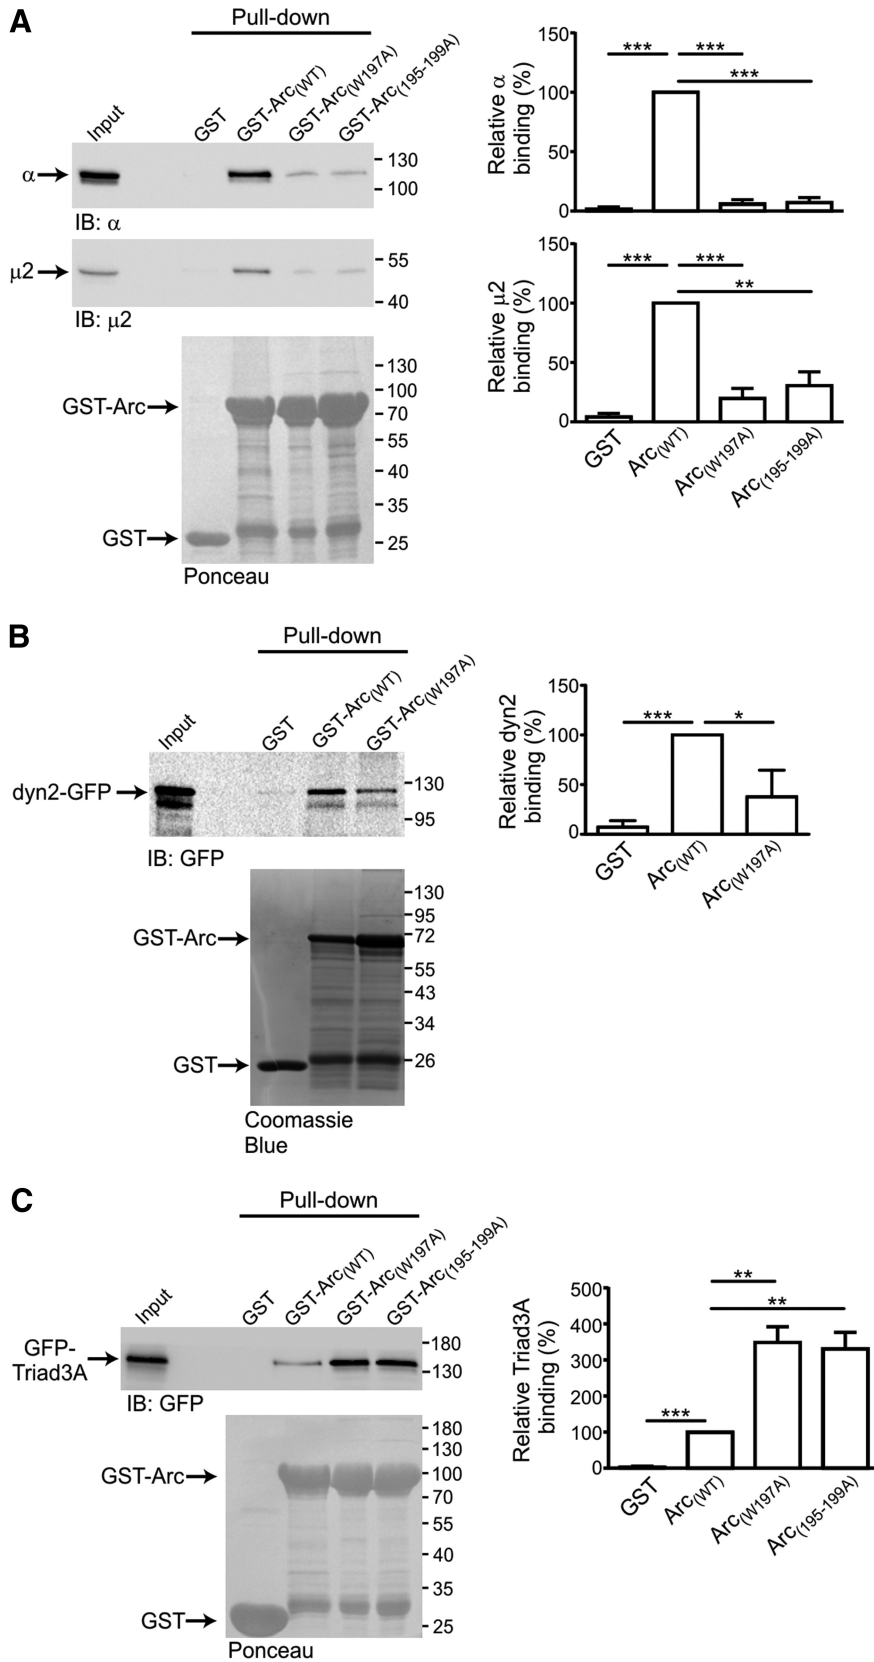 A
Pull-down
Input
GST
GST-Arc(WT)
GST-Arc(W197A)
GST-Arc(195-199A)
α
130
100
IB: α
μ2
55
40
IB: μ2
GST-Arc
GST
130
100
70
55
40
35
25
Ponceau
Relative α
binding (%)
150
100
50
0
***
***
***
Relative μ2
binding (%)
150
100
50
0
***
***
**
GST
Arc(WT)
Arc(W197A)
Arc(195-199A)
B
Pull-down
Input
GST
GST-Arc(WT)
GST-Arc(W197A)
dyn2-GFP
130
95
IB: GFP
GST-Arc
GST
130
95
72
55
43
34
26
Coomassie
Blue
Relative dyn2
binding (%)
150
100
50
0
***
*
GST
Arc(WT)
Arc(W197A)
C
Pull-down
Input
GST
GST-Arc(WT)
GST-Arc(W197A)
GST-Arc(195-199A)
GFP-
Triad3A
180
130
IB: GFP
GST-Arc
GST
180
130
100
70
55
40
35
25
Ponceau
Relative Triad3A
binding (%)
500
400
300
200
100
0
***
**
**
GST
Arc(WT)
Arc(W197A)
Arc(195-199A)